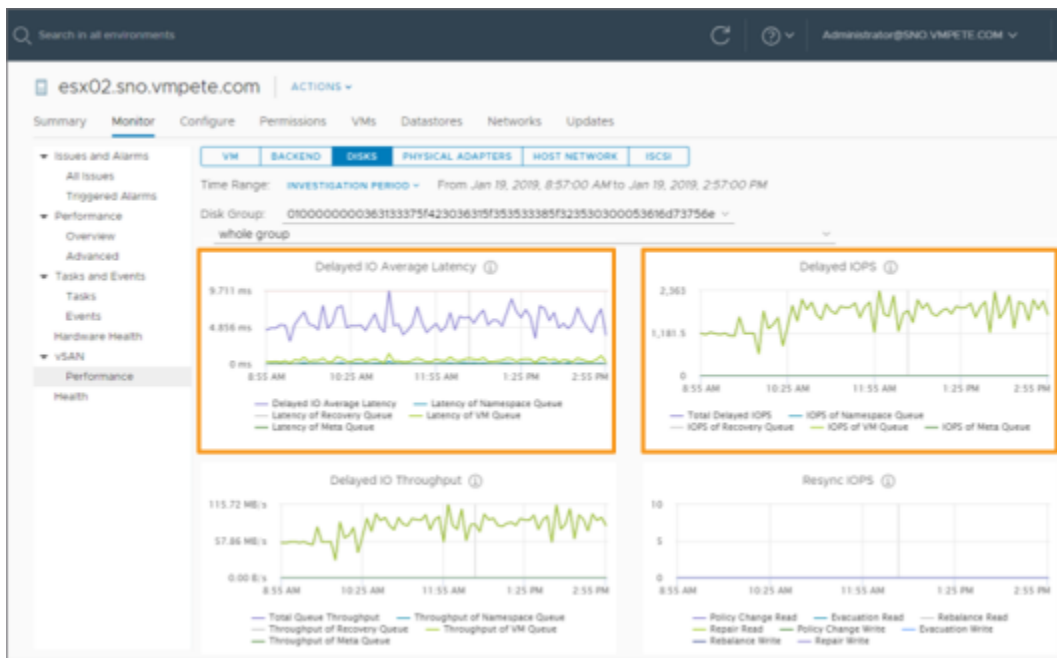 Search in all environments
Administrator@SNO.VMPETE.COM
esx02.sno.vmpete.com ACTIONS
Summary Monitor Configure Permissions VMs Datastores Networks Updates
Issues and Alarms
All Issues
Triggered Alarms
Performance
Overview
Advanced
Tasks and Events
Tasks
Events
Hardware Health
vSAN
Performance
Health
VM BACKEND DISKS PHYSICAL ADAPTERS HOST NETWORK ISCSI
Time Range: INVESTIGATION PERIOD From Jan 19, 2019, 8:57:00 AM to Jan 19, 2019, 2:57:00 PM
Disk Group:
whole group
Delayed IO Average Latency
9.711 ms
4.856 ms
0 ms
8:55 AM 10:25 AM 11:55 AM 1:25 PM 2:55 PM
Delayed IO Average Latency Latency of Namespace Queue
Latency of Recovery Queue Latency of VM Queue
Latency of Meta Queue
Delayed IOPS
2,363
1,181.5
0
8:55 AM 10:25 AM 11:55 AM 1:25 PM 2:55 PM
Total Delayed IOPS IOPS of Namespace Queue
IOPS of Recovery Queue IOPS of VM Queue IOPS of Meta Queue
Delayed IO Throughput
115.72 MB/s
57.86 MB/s
0.00 B/s
8:55 AM 10:25 AM 11:55 AM 1:25 PM 2:55 PM
Total Queue Throughput Throughput of Namespace Queue
Throughput of Recovery Queue Throughput of VM Queue
Throughput of Meta Queue
Resync IOPS
10
5
0
8:55 AM 10:25 AM 11:55 AM 1:25 PM 2:55 PM
Policy Change Read Evacuation Read Rebalance Read
Repair Read Policy Change Write Evacuation Write
Rebalance Write Repair Write